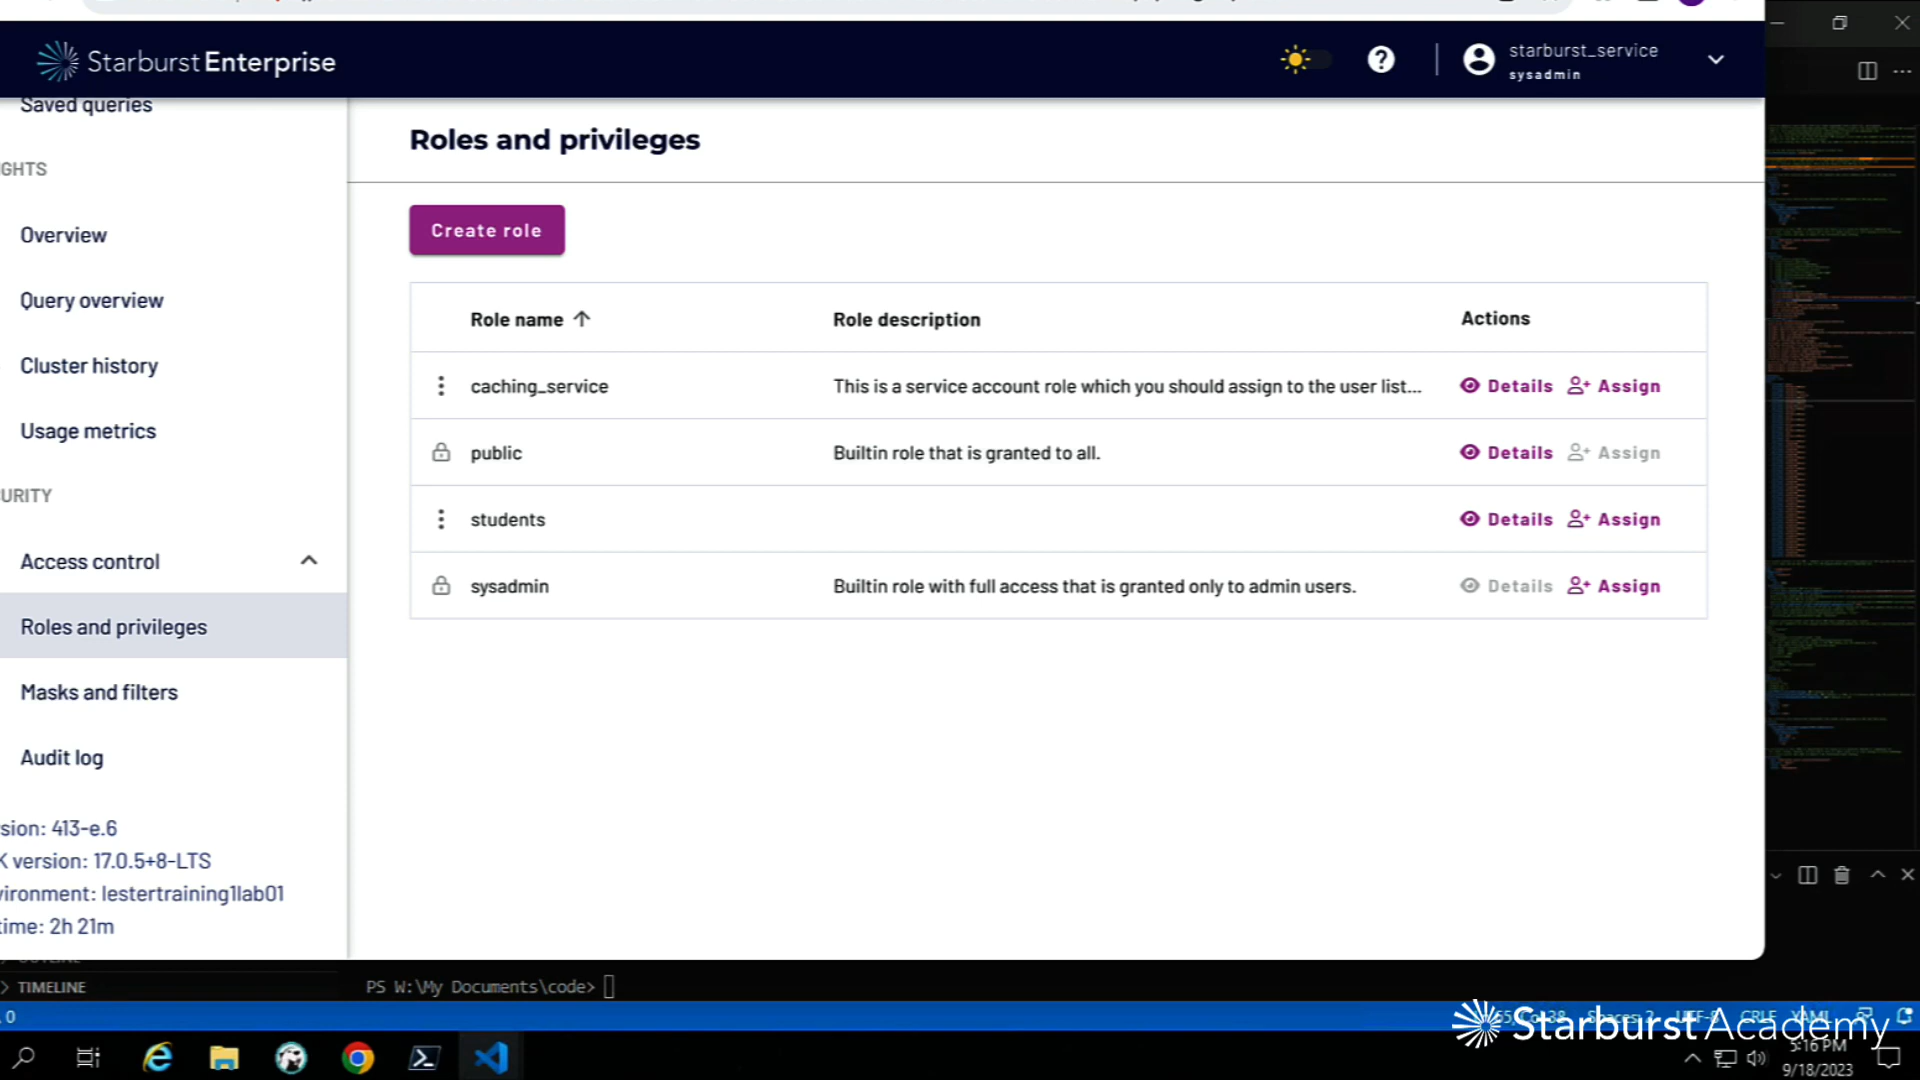 Starburst Enterprise
starburst_service
sysadmin
Saved queries
GHTS
Overview
Query overview
Cluster history
Usage metrics
URITY
Access control
Roles and privileges
Masks and filters
Audit log
sion: 413-e.6
K version: 17.0.5+8-LTS
vironment: lestertraining1lab01
time: 2h 21m
Roles and privileges
Create role
Role name Role description Actions
caching_service This is a service account role which you should assign to the user list... Details Assign
public Builtin role that is granted to all. Details Assign
students Details Assign
sysadmin Builtin role with full access that is granted only to admin users. Details Assign
TIMELINE
PS W:\My Documents\code>
0
Starburst Academy
5:16 PM
9/18/2023